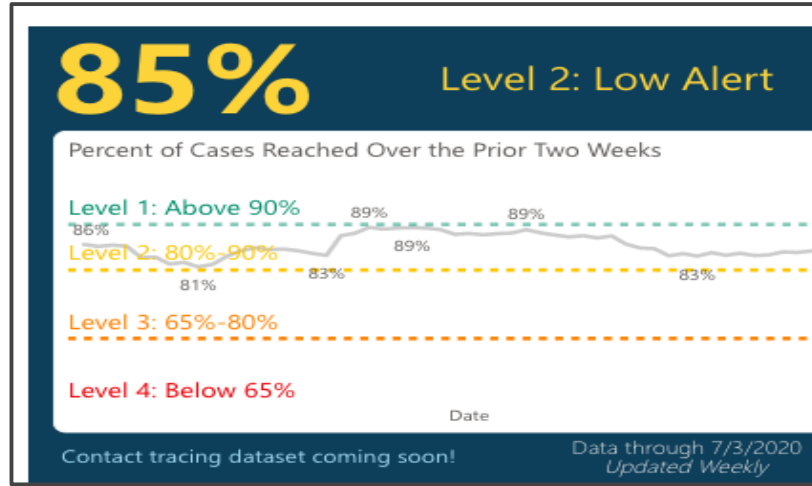 85%
Level 2: Low Alert
Percent of Cases Reached Over the Prior Two Weeks
Level 1: Above 90%
89%
89%
86%
89%
Level 2: 80%-90%
83%
83%
81%
Level 3: 65%-80%
Level 4: Below 65%
Date
Contact tracing dataset coming soon!
Data through 7/3/2020
Updated Weekly